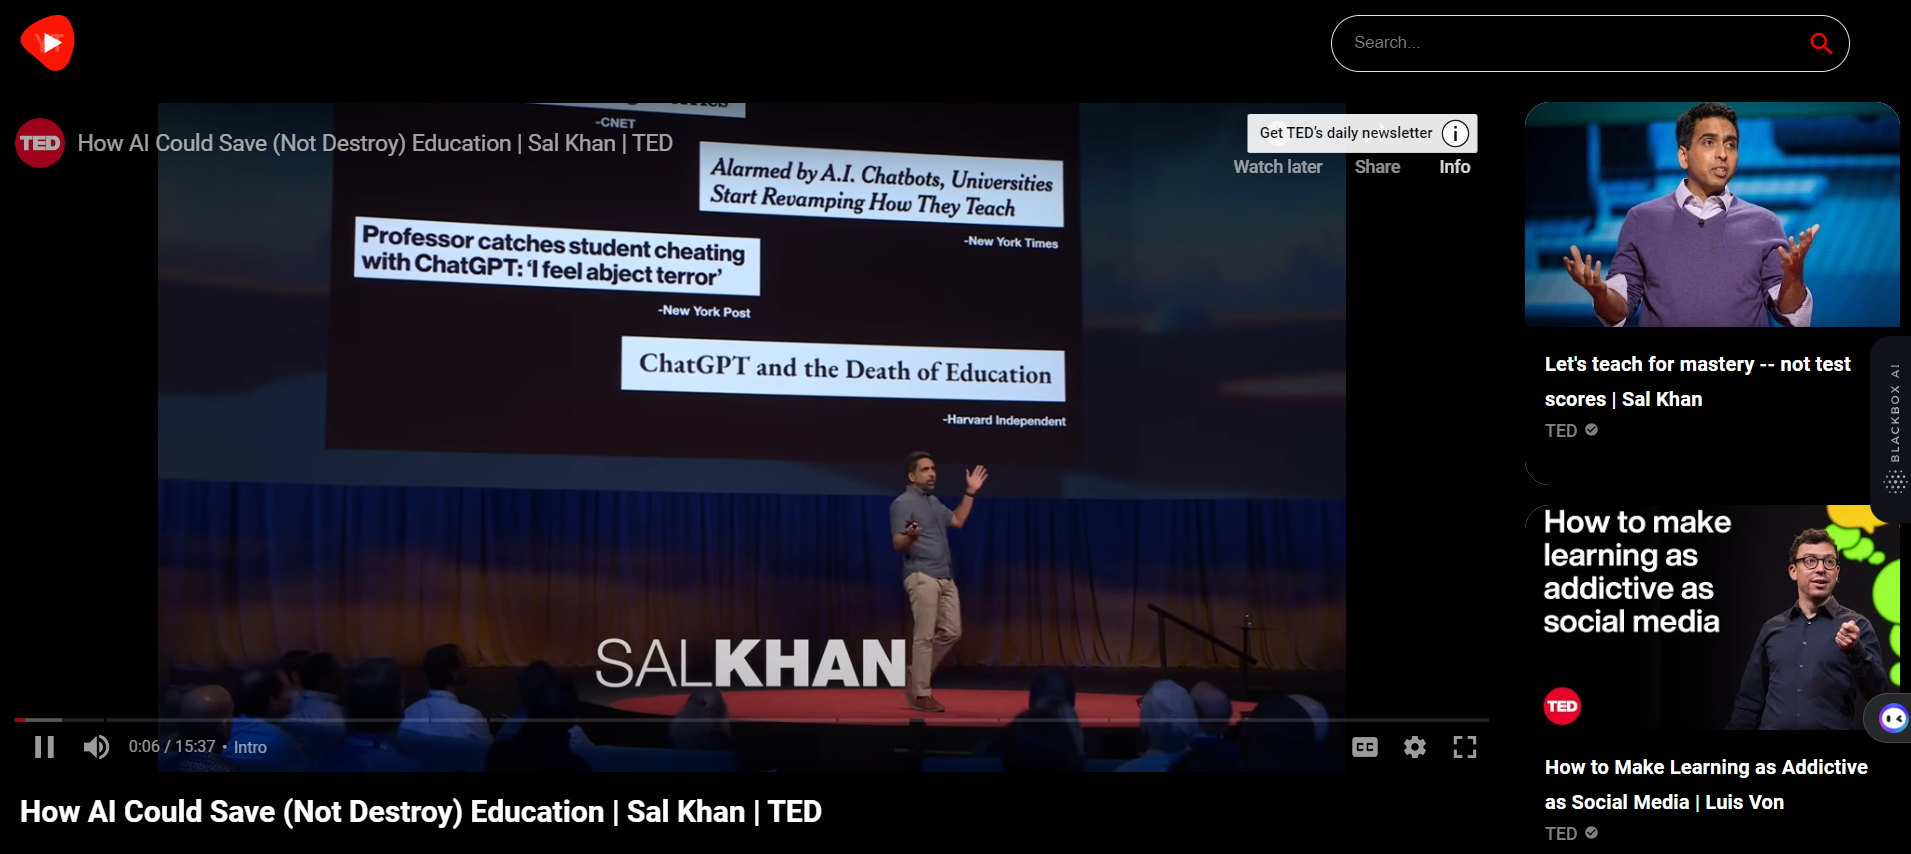 YT
Search...
TED
How AI Could Save (Not Destroy) Education | Sal Khan | TED
Get TED's daily newsletter
Watch later
Share
Info
-CNET
Alarmed by A.I. Chatbots, Universities
Start Revamping How They Teach
-New York Times
Professor catches student cheating
with ChatGPT: 'I feel abject terror'
-New York Post
ChatGPT and the Death of Education
-Harvard Independent
SALKHAN
0:06 / 15:37 • Intro
CC
How AI Could Save (Not Destroy) Education | Sal Khan | TED
Let's teach for mastery -- not test
scores | Sal Khan
TED
BLACKBOX AI
How to make
learning as
addictive as
social media
TED
How to Make Learning as Addictive
as Social Media | Luis Von
TED